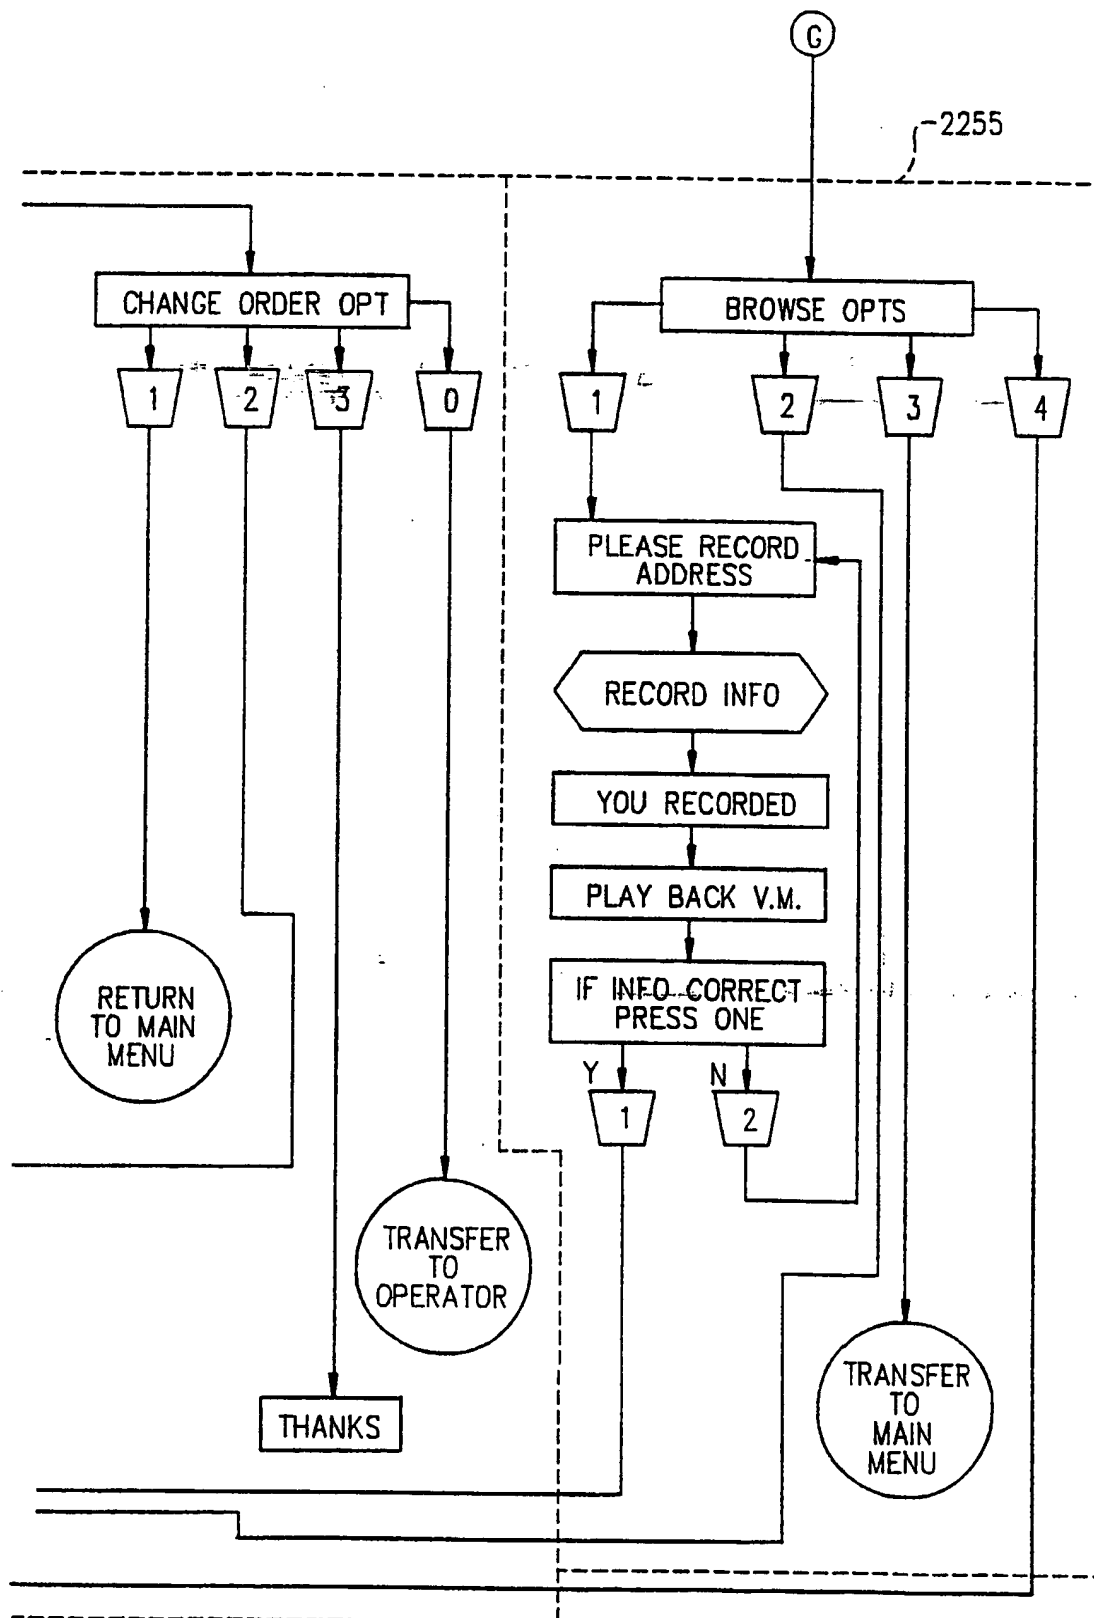 G
2255
CHANGE ORDER OPT
1
2
3
0
BROWSE OPTS
1
2
3
4
PLEASE RECORD
ADDRESS
RECORD INFO
YOU RECORDED
PLAY BACK V.M.
IF INFO CORRECT
PRESS ONE
Y
N
1
2
RETURN
TO MAIN
MENU
TRANSFER
TO
OPERATOR
THANKS
TRANSFER
TO
MAIN
MENU